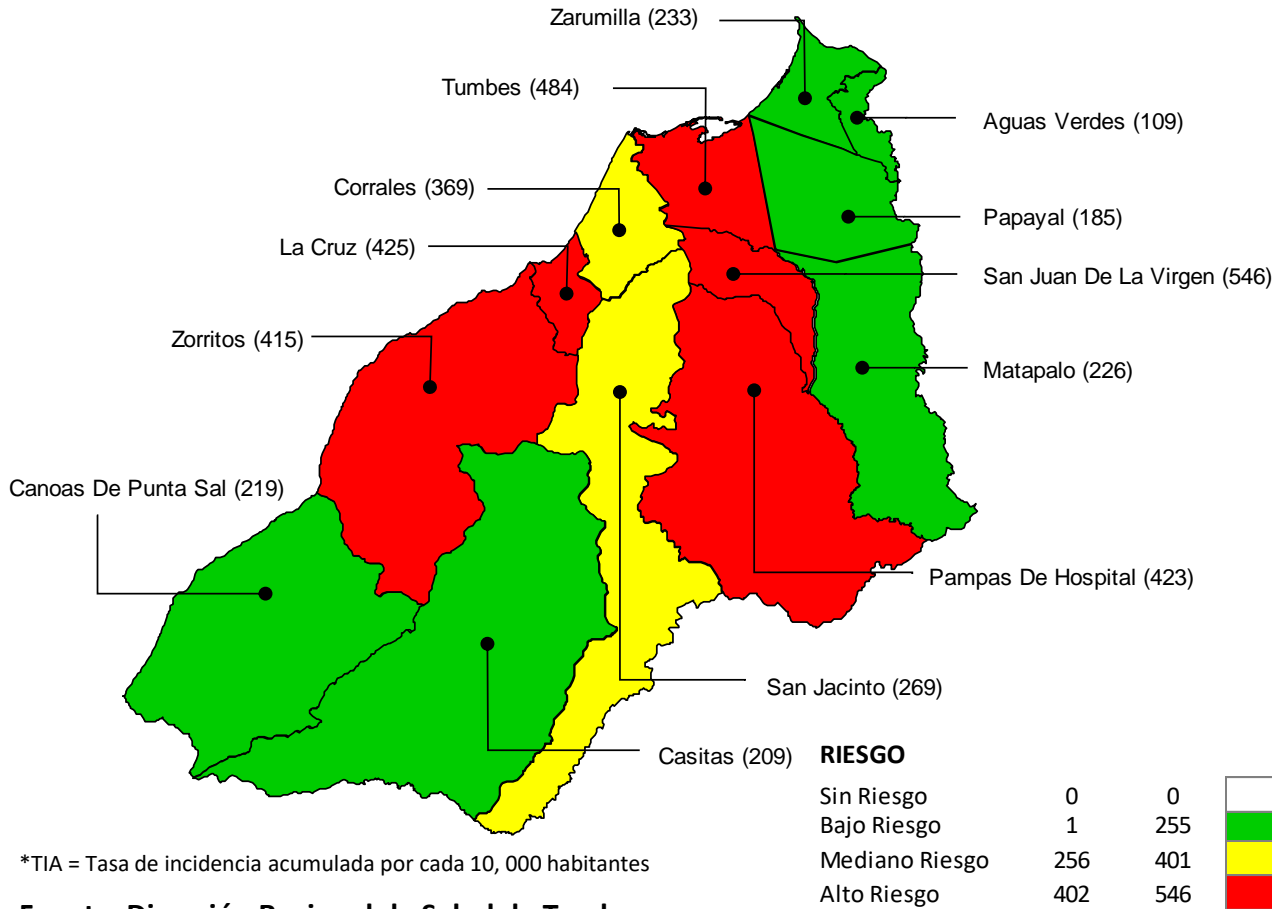 Zarumilla (233)
Tumbes (484)
Aguas Verdes (109)
Corrales (369)
Papayal (185)
La Cruz (425)
San Juan De La Virgen (546)
Zorritos (415)
Matapalo (226)
Canoas De Punta Sal (219)
Pampas De Hospital (423)
San Jacinto (269)
Casitas (209)
RIESGO
Sin Riesgo 0 0
Bajo Riesgo 1 255
Mediano Riesgo 256 401
Alto Riesgo 402 546
*TIA = Tasa de incidencia acumulada por cada 10, 000 habitantes